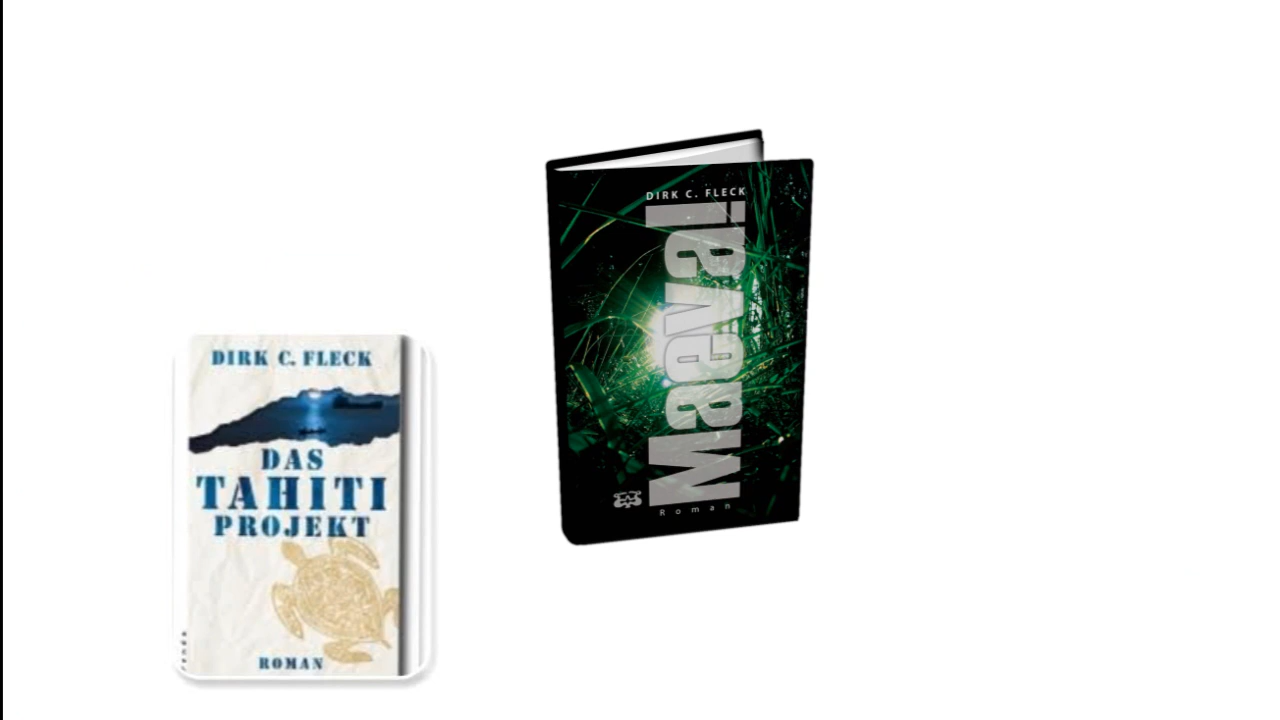 DIRK C. FLECK
DAS
TAHITI
PROJEKT
ROMAN
DIRK C. FLECK
Maeva!
Roman